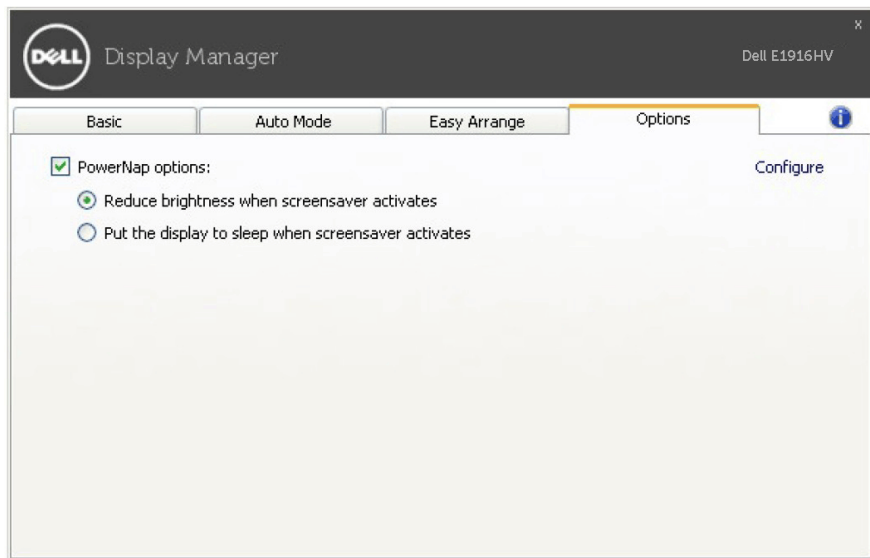 DELL
Display Manager
x
Dell E1916HV
Basic
Auto Mode
Easy Arrange
Options
i
PowerNap options:
Configure
Reduce brightness when screensaver activates
Put the display to sleep when screensaver activates